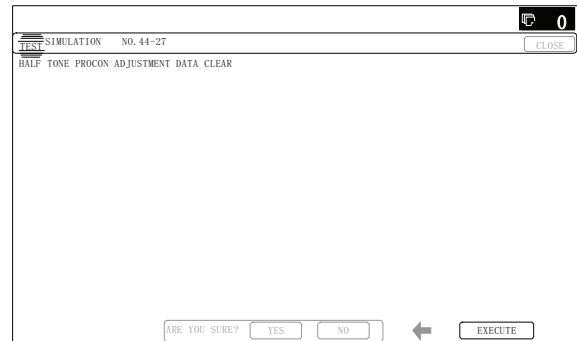 0
TEST SIMULATION NO.44-27
CLOSE
HALF TONE PROCON ADJUSTMENT DATA CLEAR
ARE YOU SURE? YES NO EXECUTE